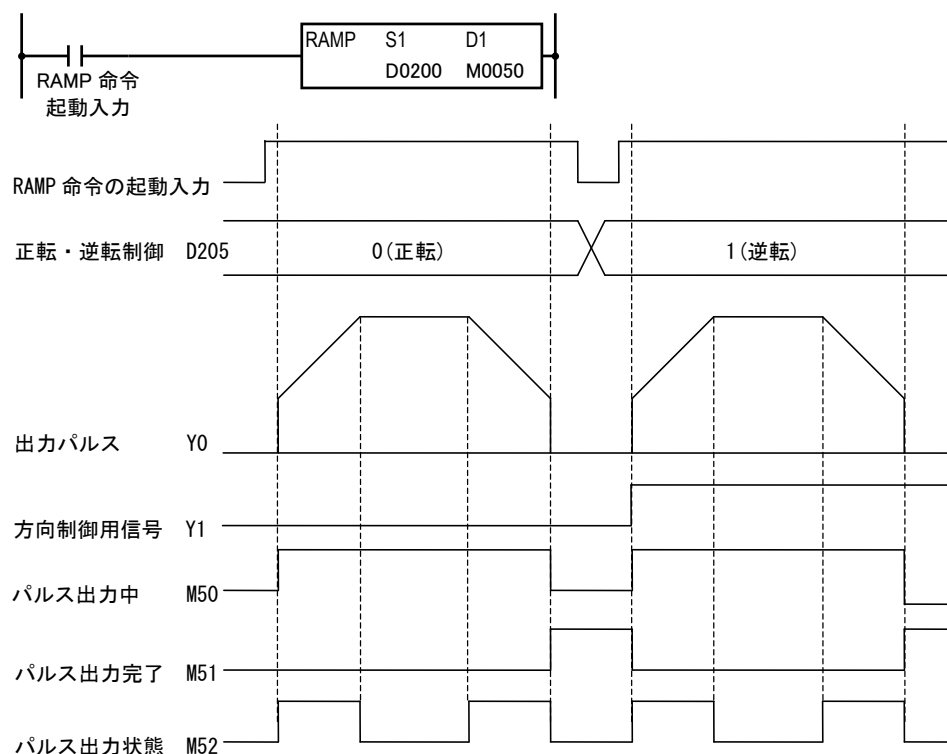 RAMP S1 D1
D0200 M0050
RAMP 命令
起動入力
RAMP 命令の起動入力
正転・逆転制御 D205 0(正転) 1(逆転)
出力パルス Y0
方向制御用信号 Y1
パルス出力中 M50
パルス出力完了 M51
パルス出力状態 M52